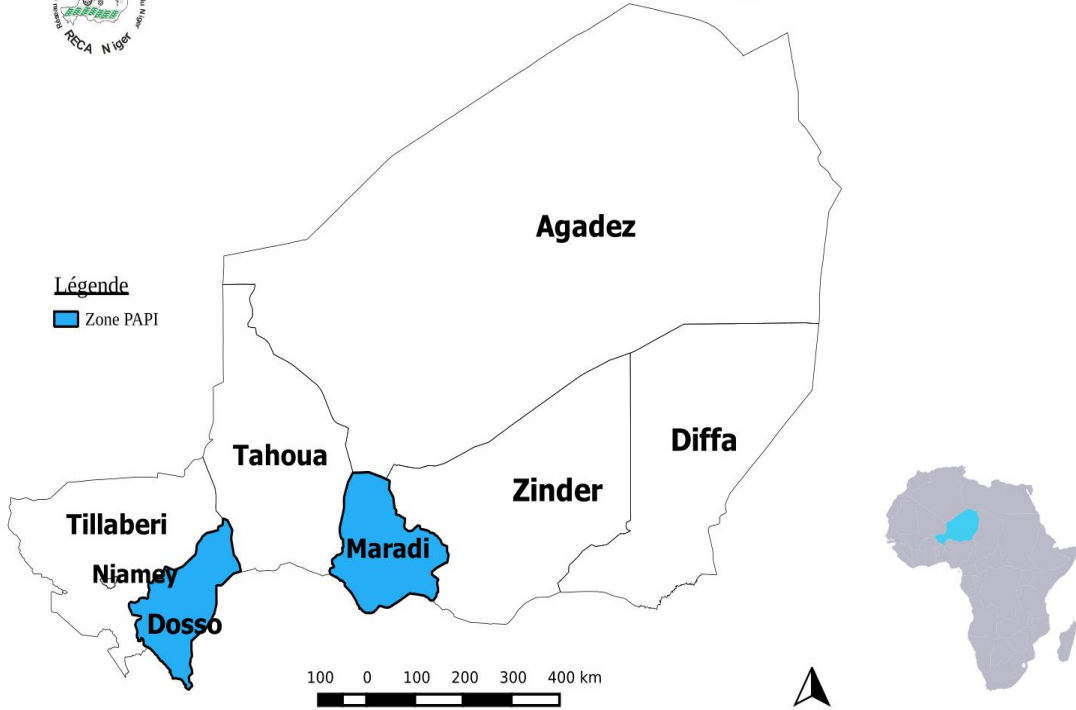 RECA Niger
Agadez
Légende
Zone PAPI
Diffa
Tahoua
Zinder
Tillaberi
Maradi
Niamey
Dosso
100 0 100 200 300 400 km